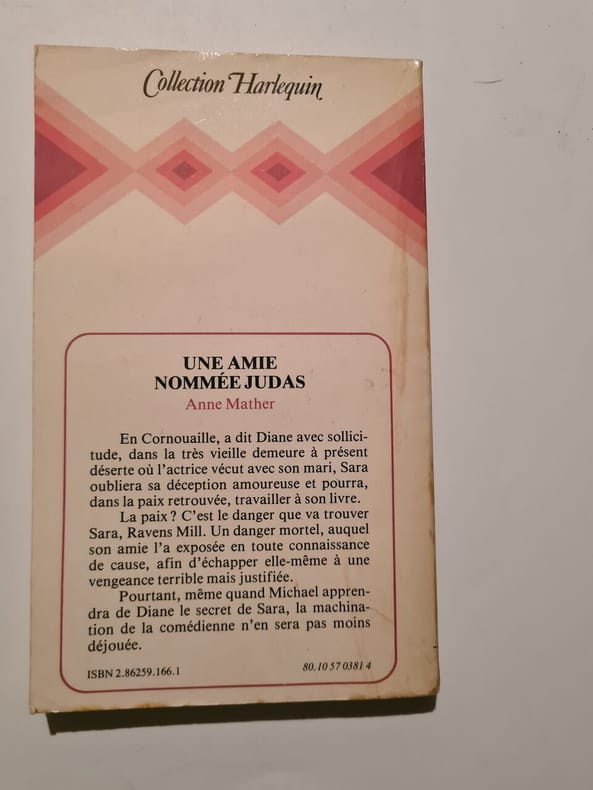 Collection Harlequin
UNE AMIE
NOMMÉE JUDAS
Anne Mather
En Cornouaille, a dit Diane avec sollici-
tude, dans la très vieille demeure à présent
déserte où l'actrice vécut avec son mari, Sara
oubliera sa déception amoureuse et pourra,
dans la paix retrouvée, travailler à son livre.
La paix? C'est le danger que va trouver
Sara, Ravens Mill. Un danger mortel, auquel
son amie l'a exposée en toute connaissance
de cause, afin d'échapper elle-même à une
vengeance terrible mais justifiée.
Pourtant, même quand Michael appren-
dra de Diane le secret de Sara, la machina-
tion de la comédienne n'en sera pas moins
déjouée.
ISBN 2.86259.166.1
80.10 57 0381 4